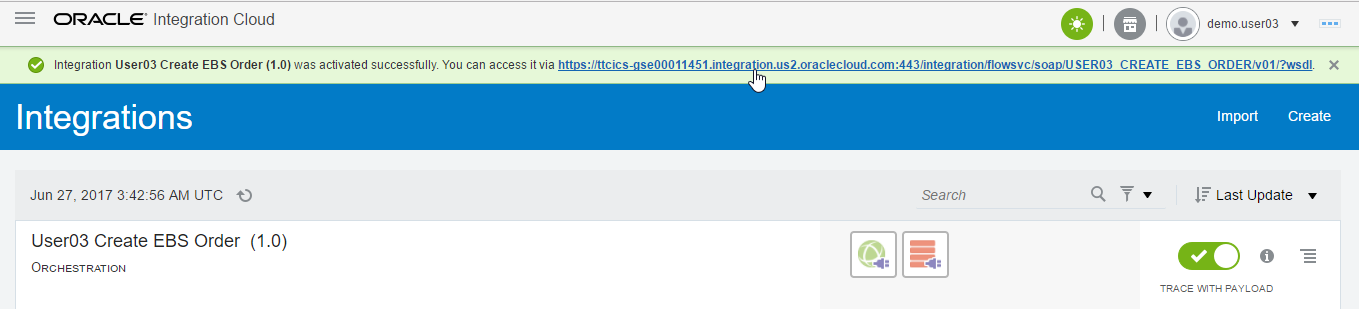 ORACLE Integration Cloud
demo.user03
Integration User03 Create EBS Order (1.0) was activated successfully. You can access it via https://ttcics-gse00011451.integration.us2.oraclecloud.com:443/integration/flowsvc/soap/USER03_CREATE_EBS_ORDER/v01/?wsdl.
Integrations
Import Create
Jun 27, 2017 3:42:56 AM UTC
Search
Last Update
User03 Create EBS Order (1.0)
ORCHESTRATION
TRACE WITH PAYLOAD